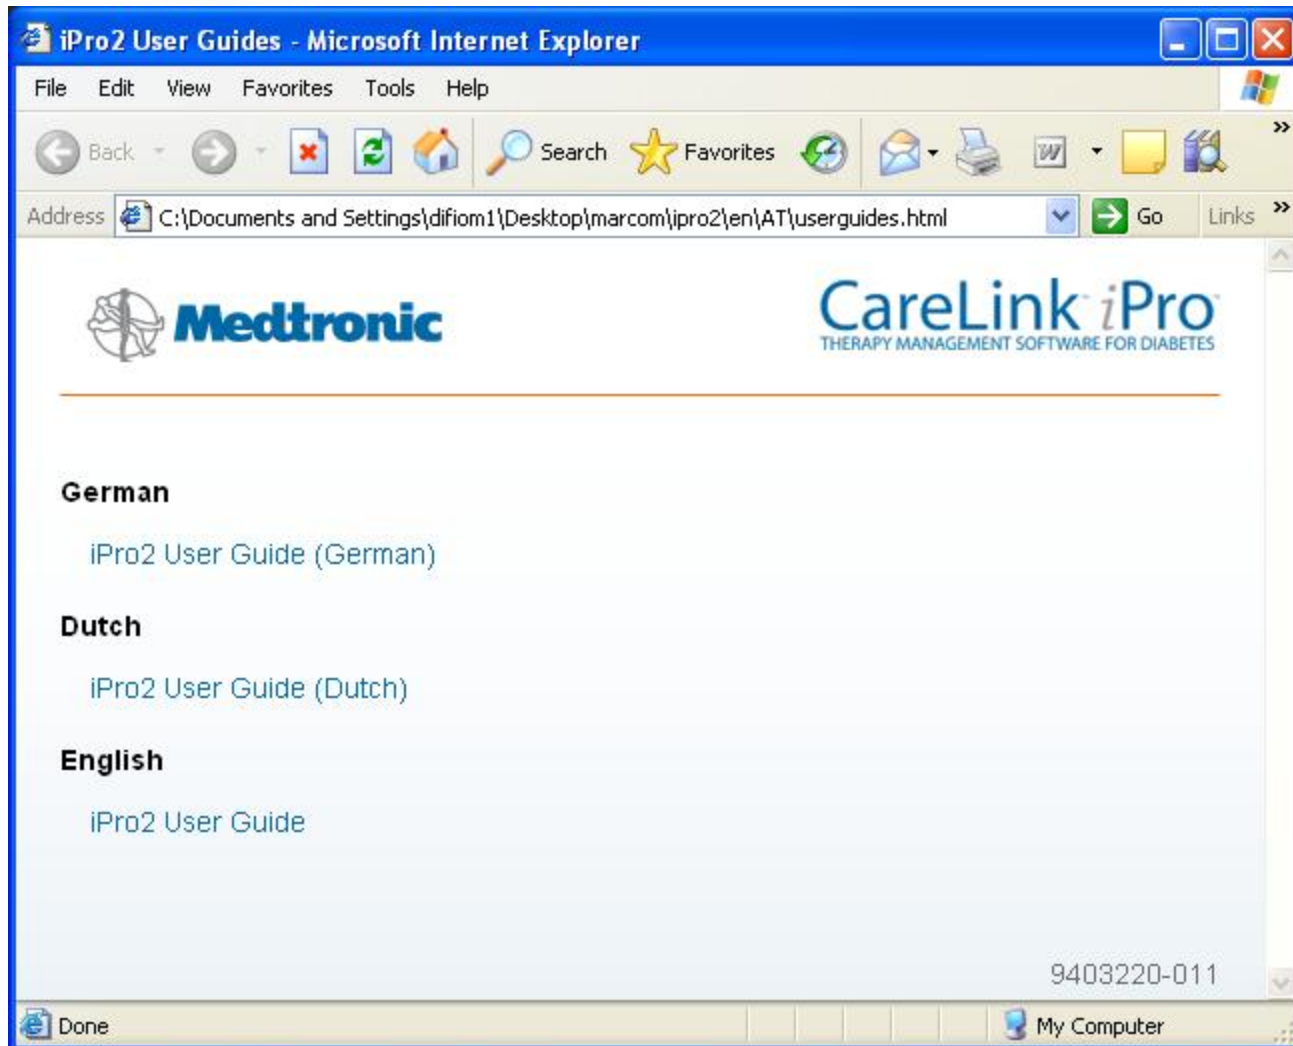 iPro2 User Guides - Microsoft Internet Explorer
File Edit View Favorites Tools Help
Back Search Favorites
Address C:\Documents and Settings\difiom1\Desktop\marcom\ipro2\en\AT\userguides.html Go Links
Medtronic
CareLink™ iPro™
THERAPY MANAGEMENT SOFTWARE FOR DIABETES
German
iPro2 User Guide (German)
Dutch
iPro2 User Guide (Dutch)
English
iPro2 User Guide
9403220-011
Done My Computer